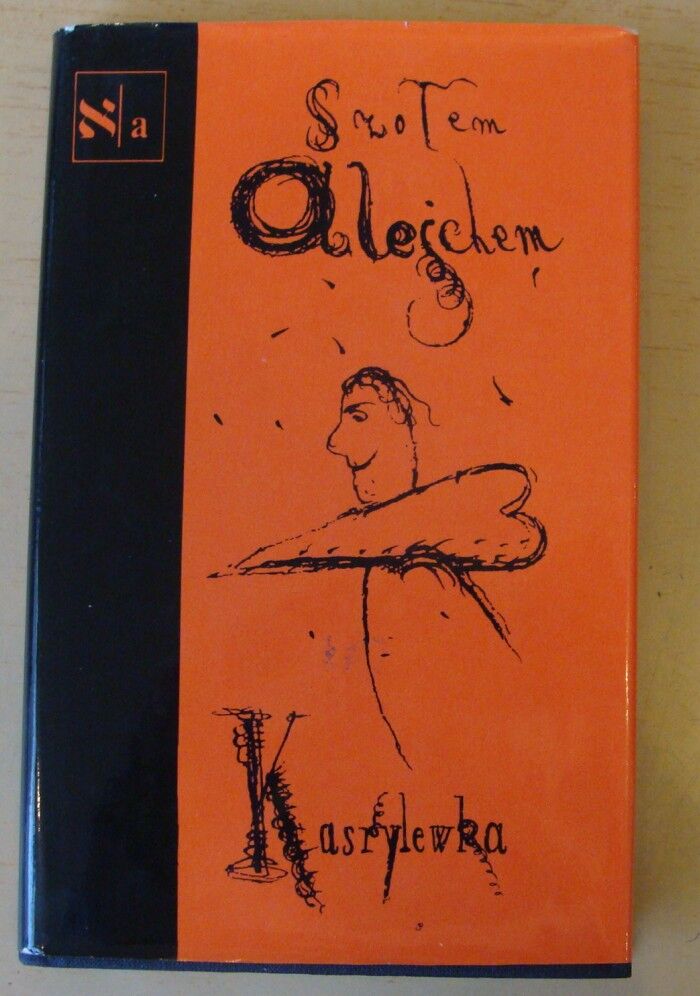 א a
Szolem
Alejchem
Kasrylewka